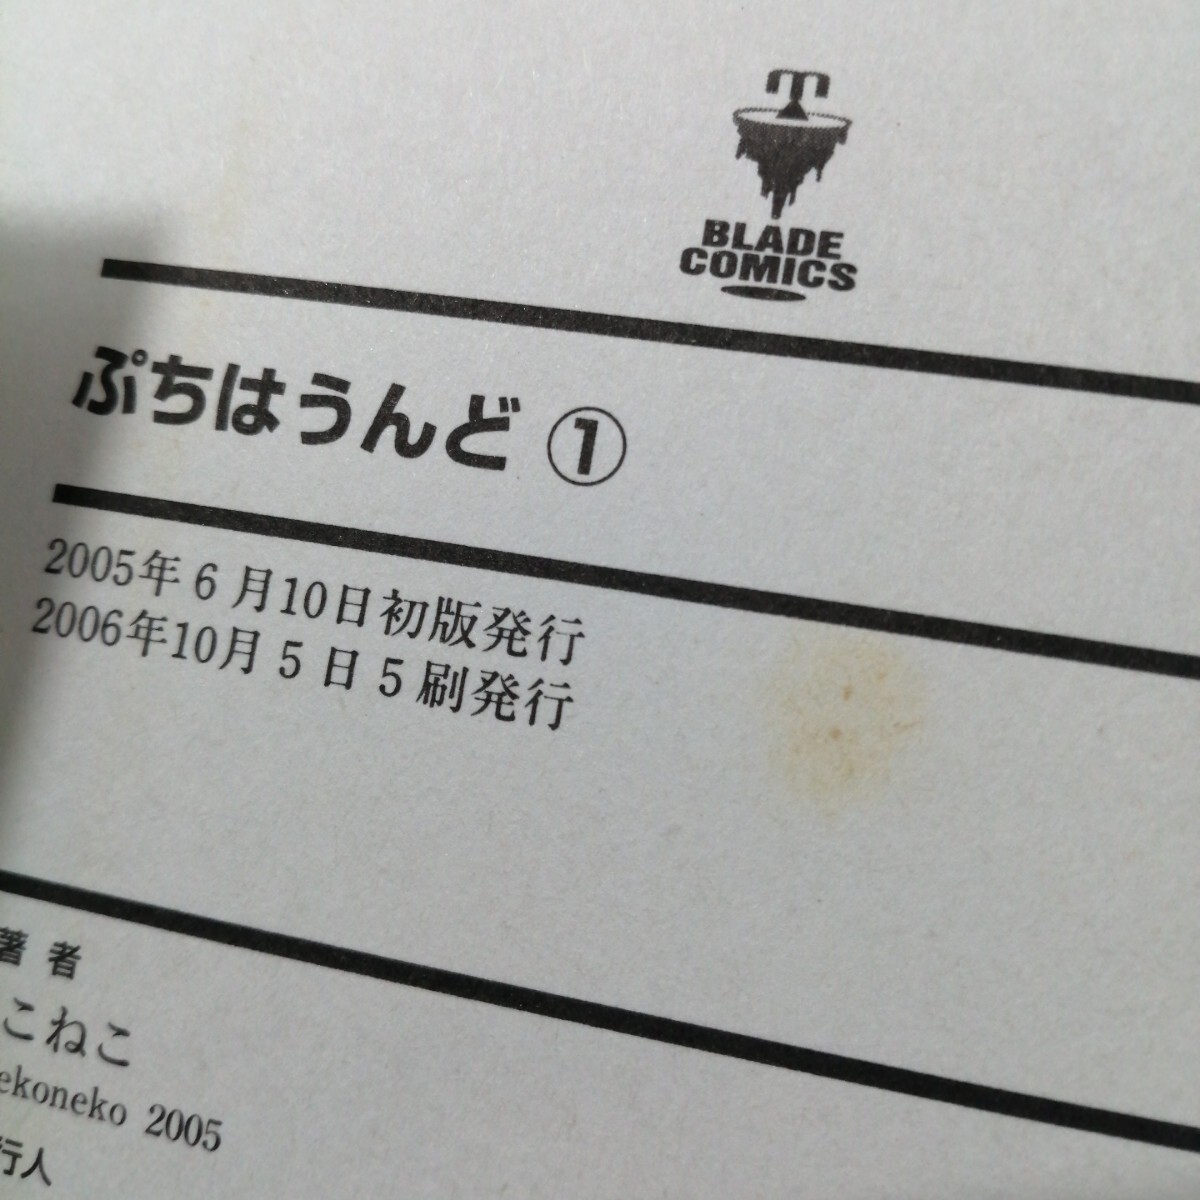 BLADE
COMICS
ぷちはうんど ①
2005年6月10日初版発行
2006年10月5日5刷発行
著者
こねこ
ekoneko 2005
行人